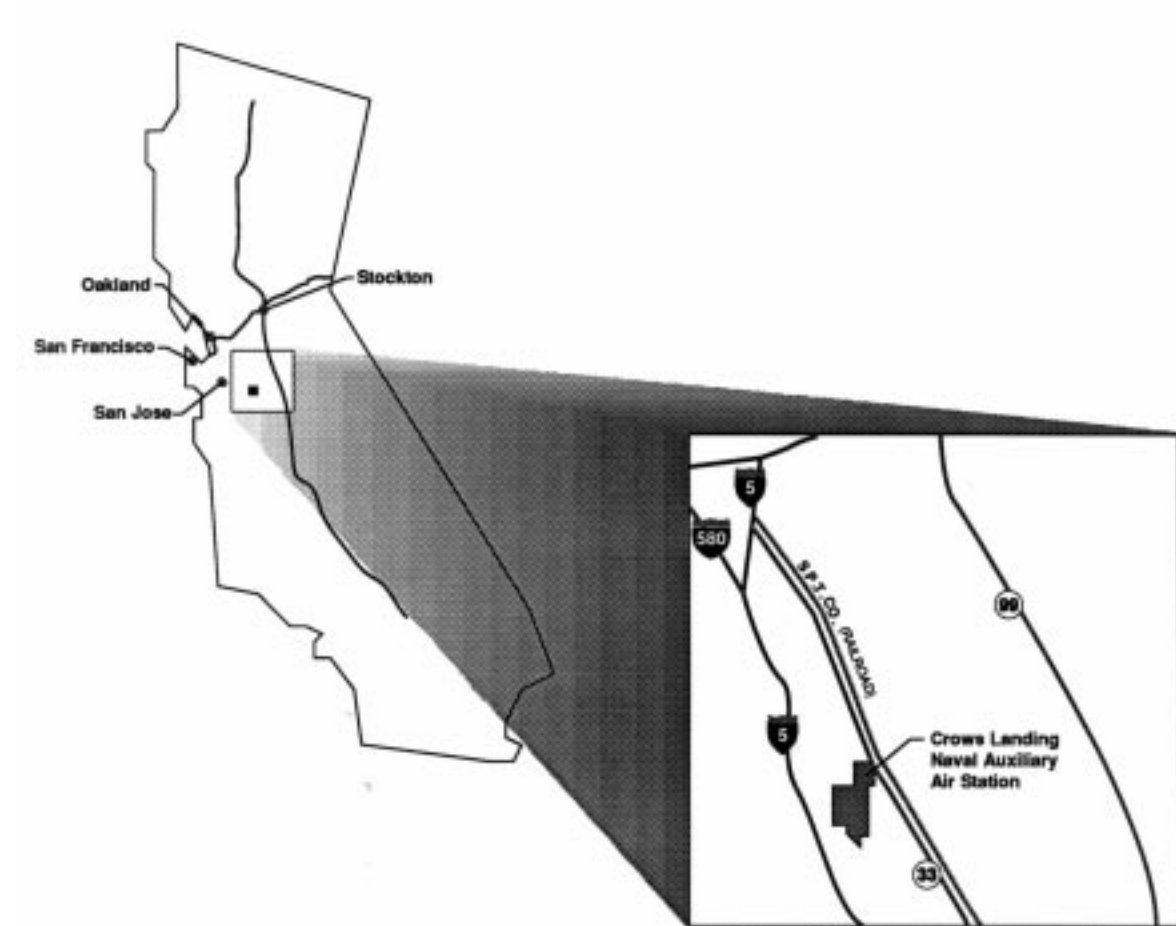 Oakland
Stockton
San Francisco
San Jose
5
580
S.P.T. CO. (RAILROAD)
99
5
Crows Landing
Naval Auxiliary
Air Station
33